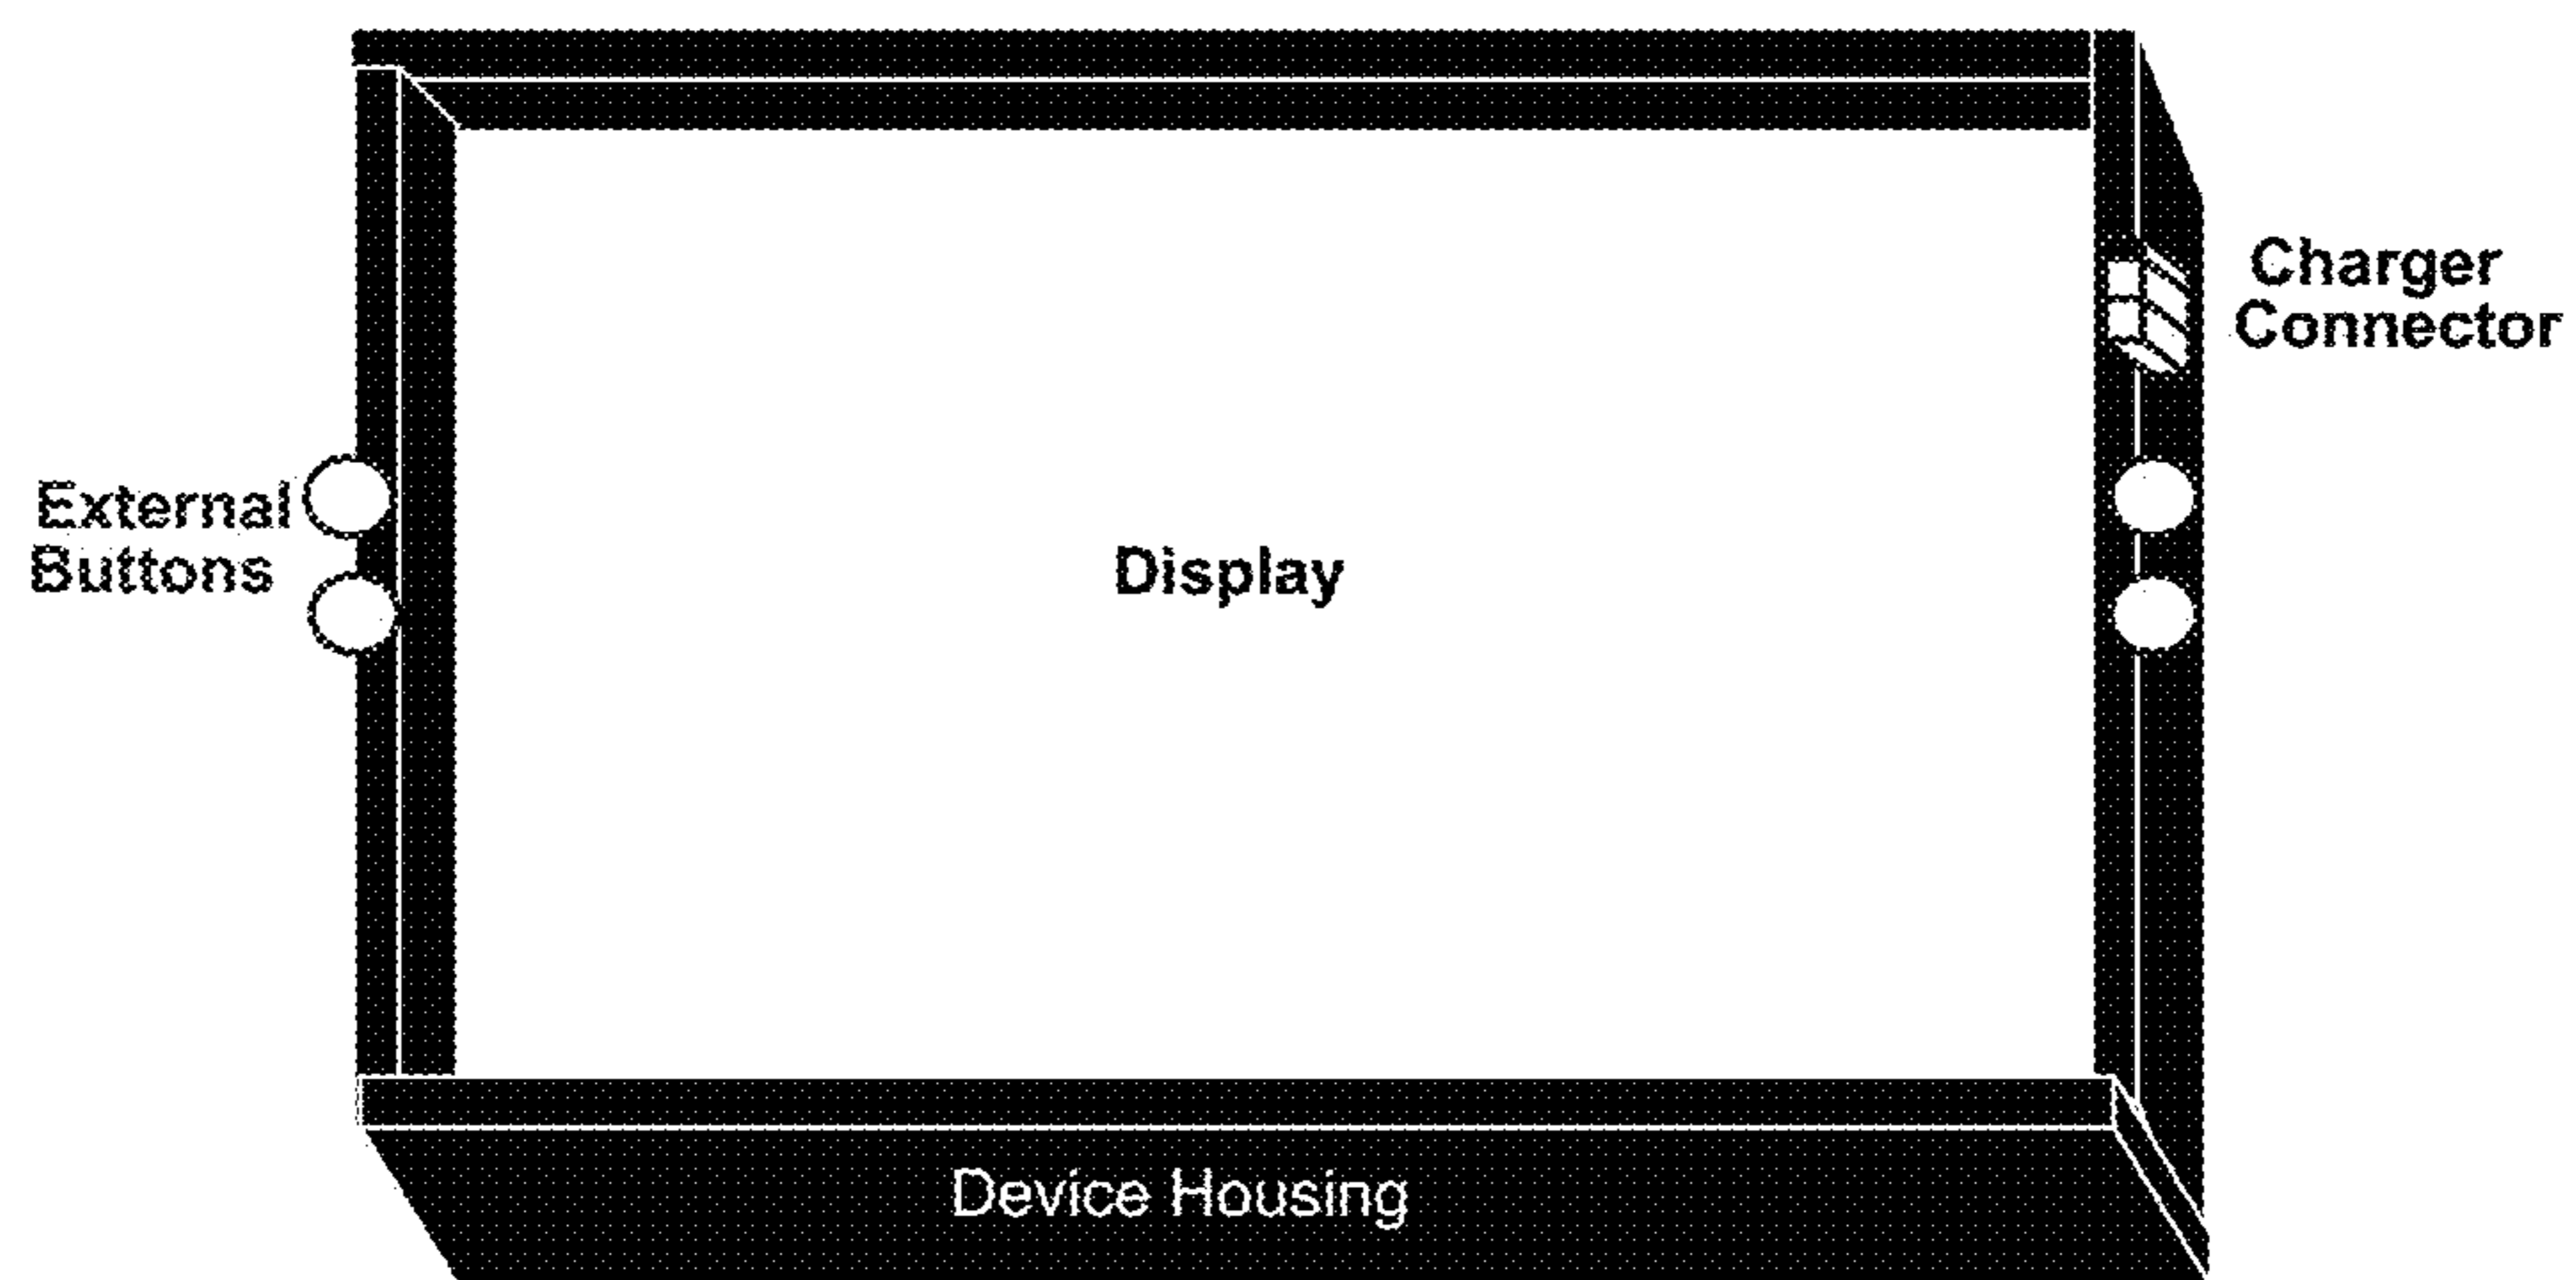 Charger
Connector
External
Buttons
Display
Device Housing